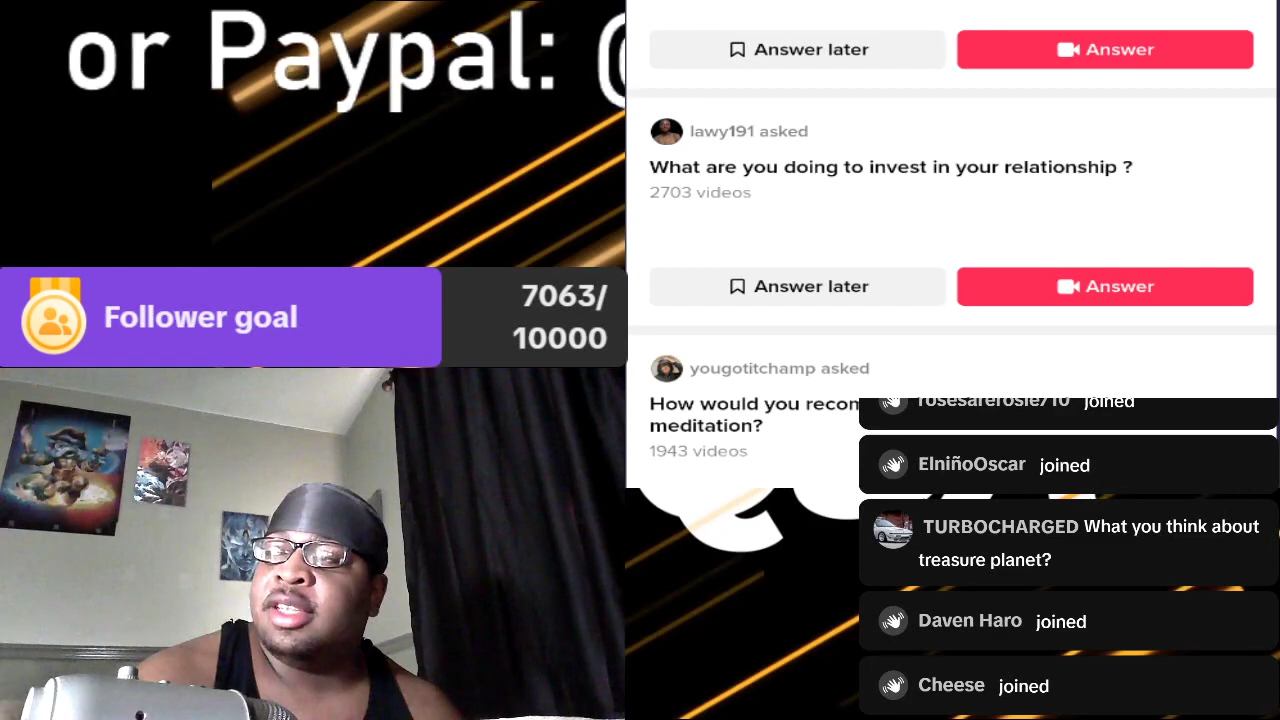 or Paypal: @
Answer later
Answer
lawy191 asked
What are you doing to invest in your relationship ?
2703 videos
Answer later
Answer
Follower goal
7063/
10000
yougotitchamp asked
How would you recom
meditation?
1943 videos
rosesarerosie710 joined
ElniñoOscar joined
TURBOCHARGED What you think about
treasure planet?
Daven Haro joined
Cheese joined